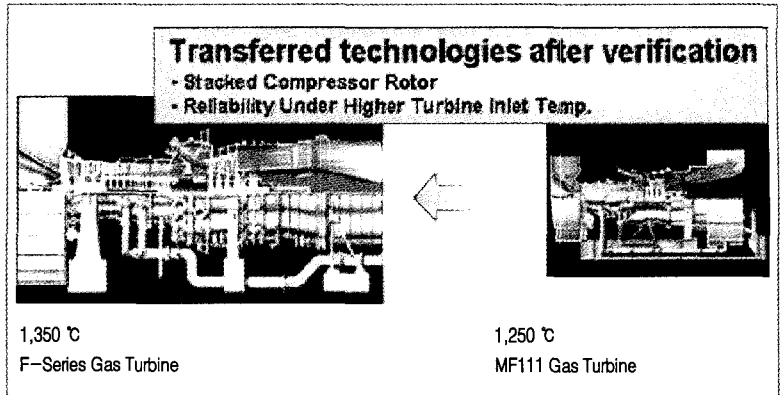 Transferred technologies after verification
- Stacked Compressor Rotor
- Reliability Under Higher Turbine Inlet Temp.
1,350 ℃
F-Series Gas Turbine
1,250 ℃
MF111 Gas Turbine